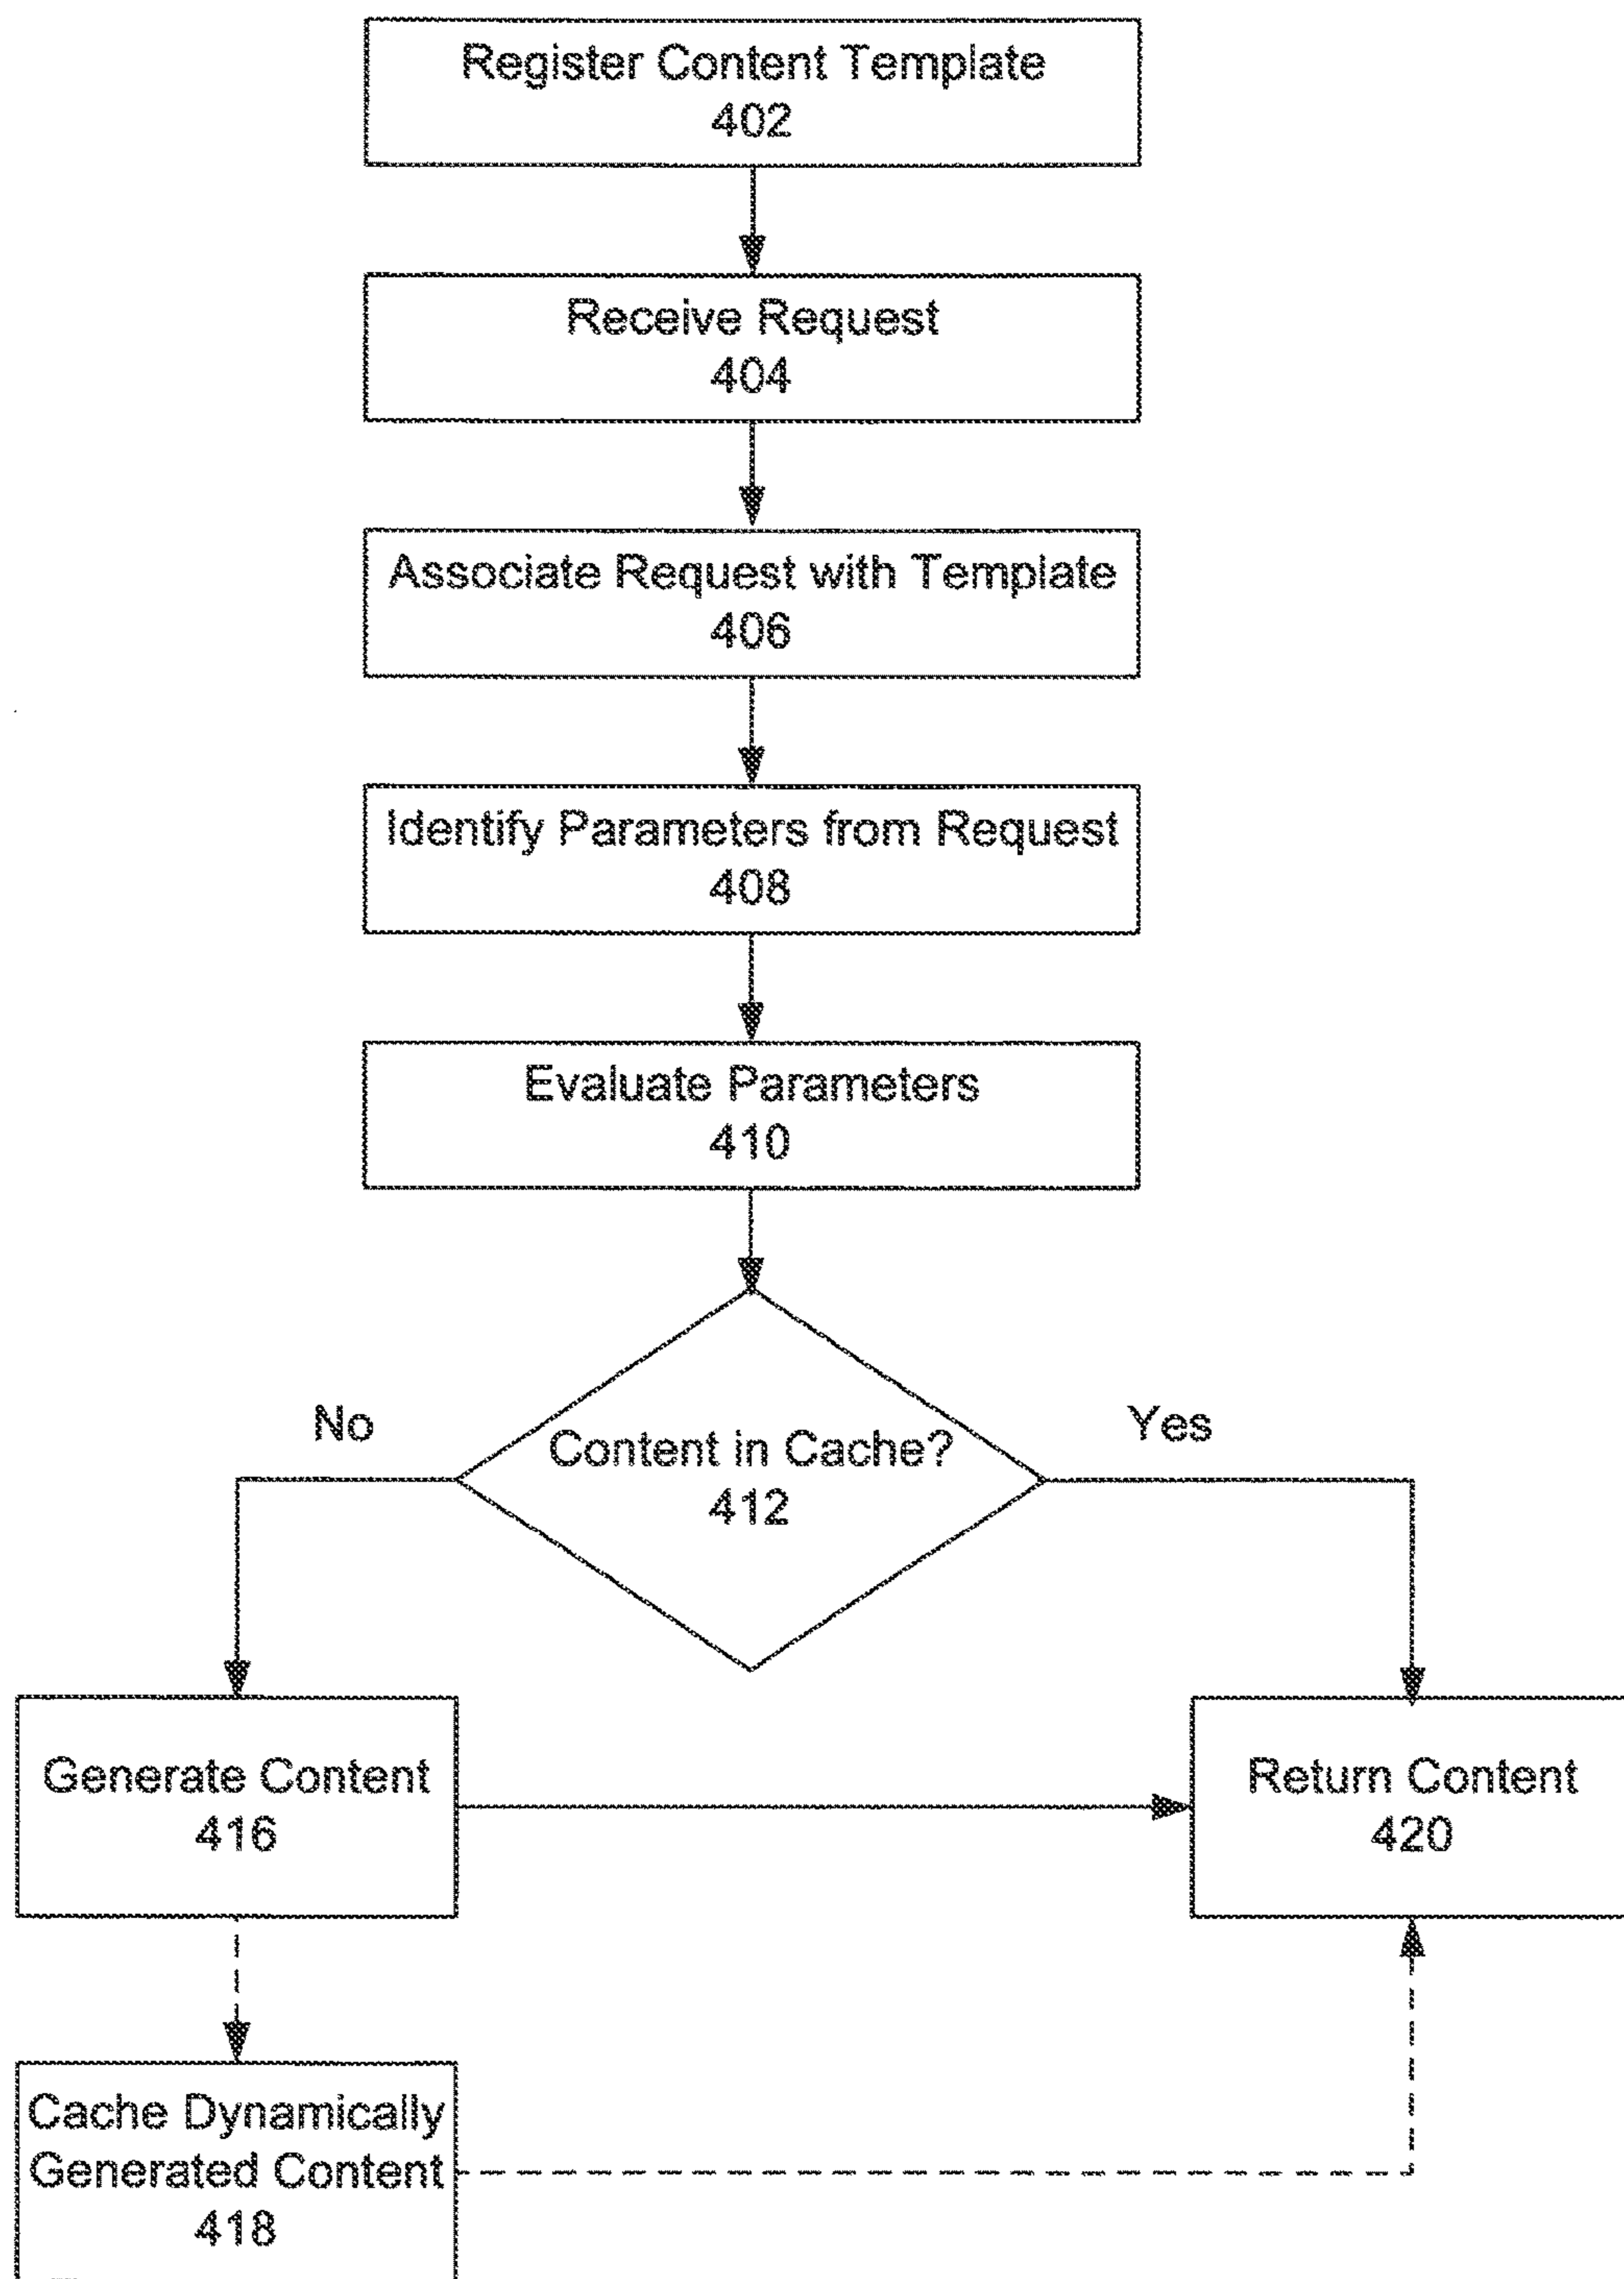 Register Content Template
402
Receive Request
404
Associate Request with Template
406
Identify Parameters from Request
408
Evaluate Parameters
410
No
Yes
Content in Cache?
412
Generate Content
416
Return Content
420
Cache Dynamically
Generated Content
418